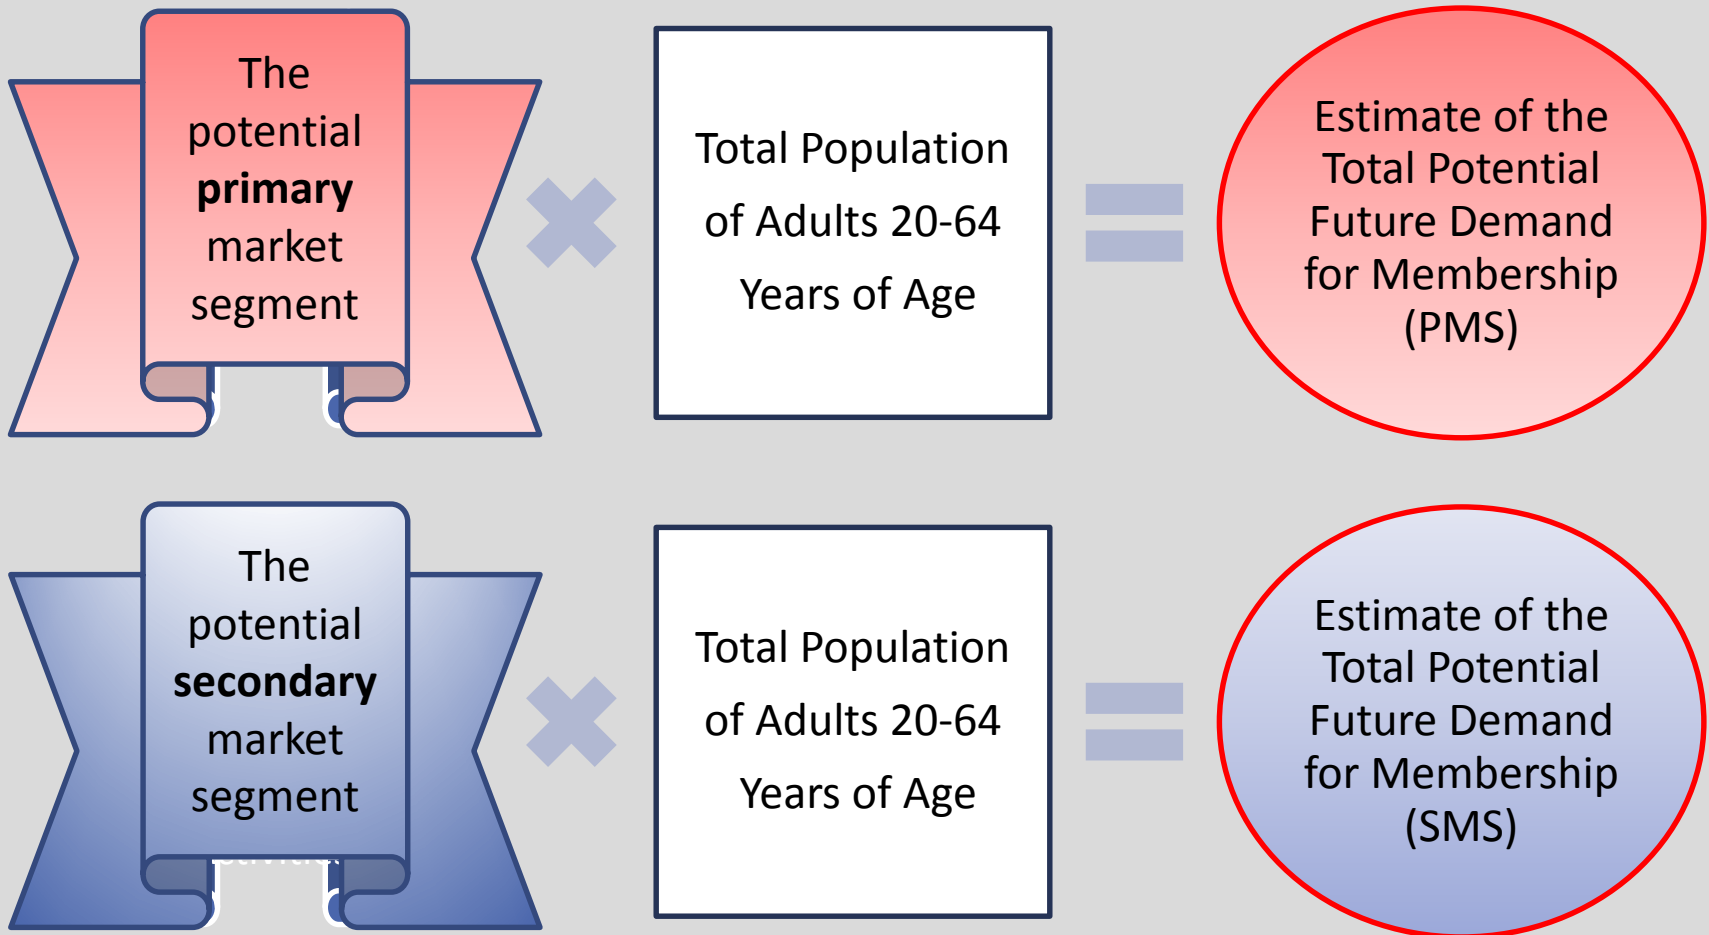 The
potential
primary
market
segment
Total Population
of Adults 20-64
Years of Age
Estimate of the
Total Potential
Future Demand
for Membership
(PMS)
The
potential
secondary
market
segment
Total Population
of Adults 20-64
Years of Age
Estimate of the
Total Potential
Future Demand
for Membership
(SMS)